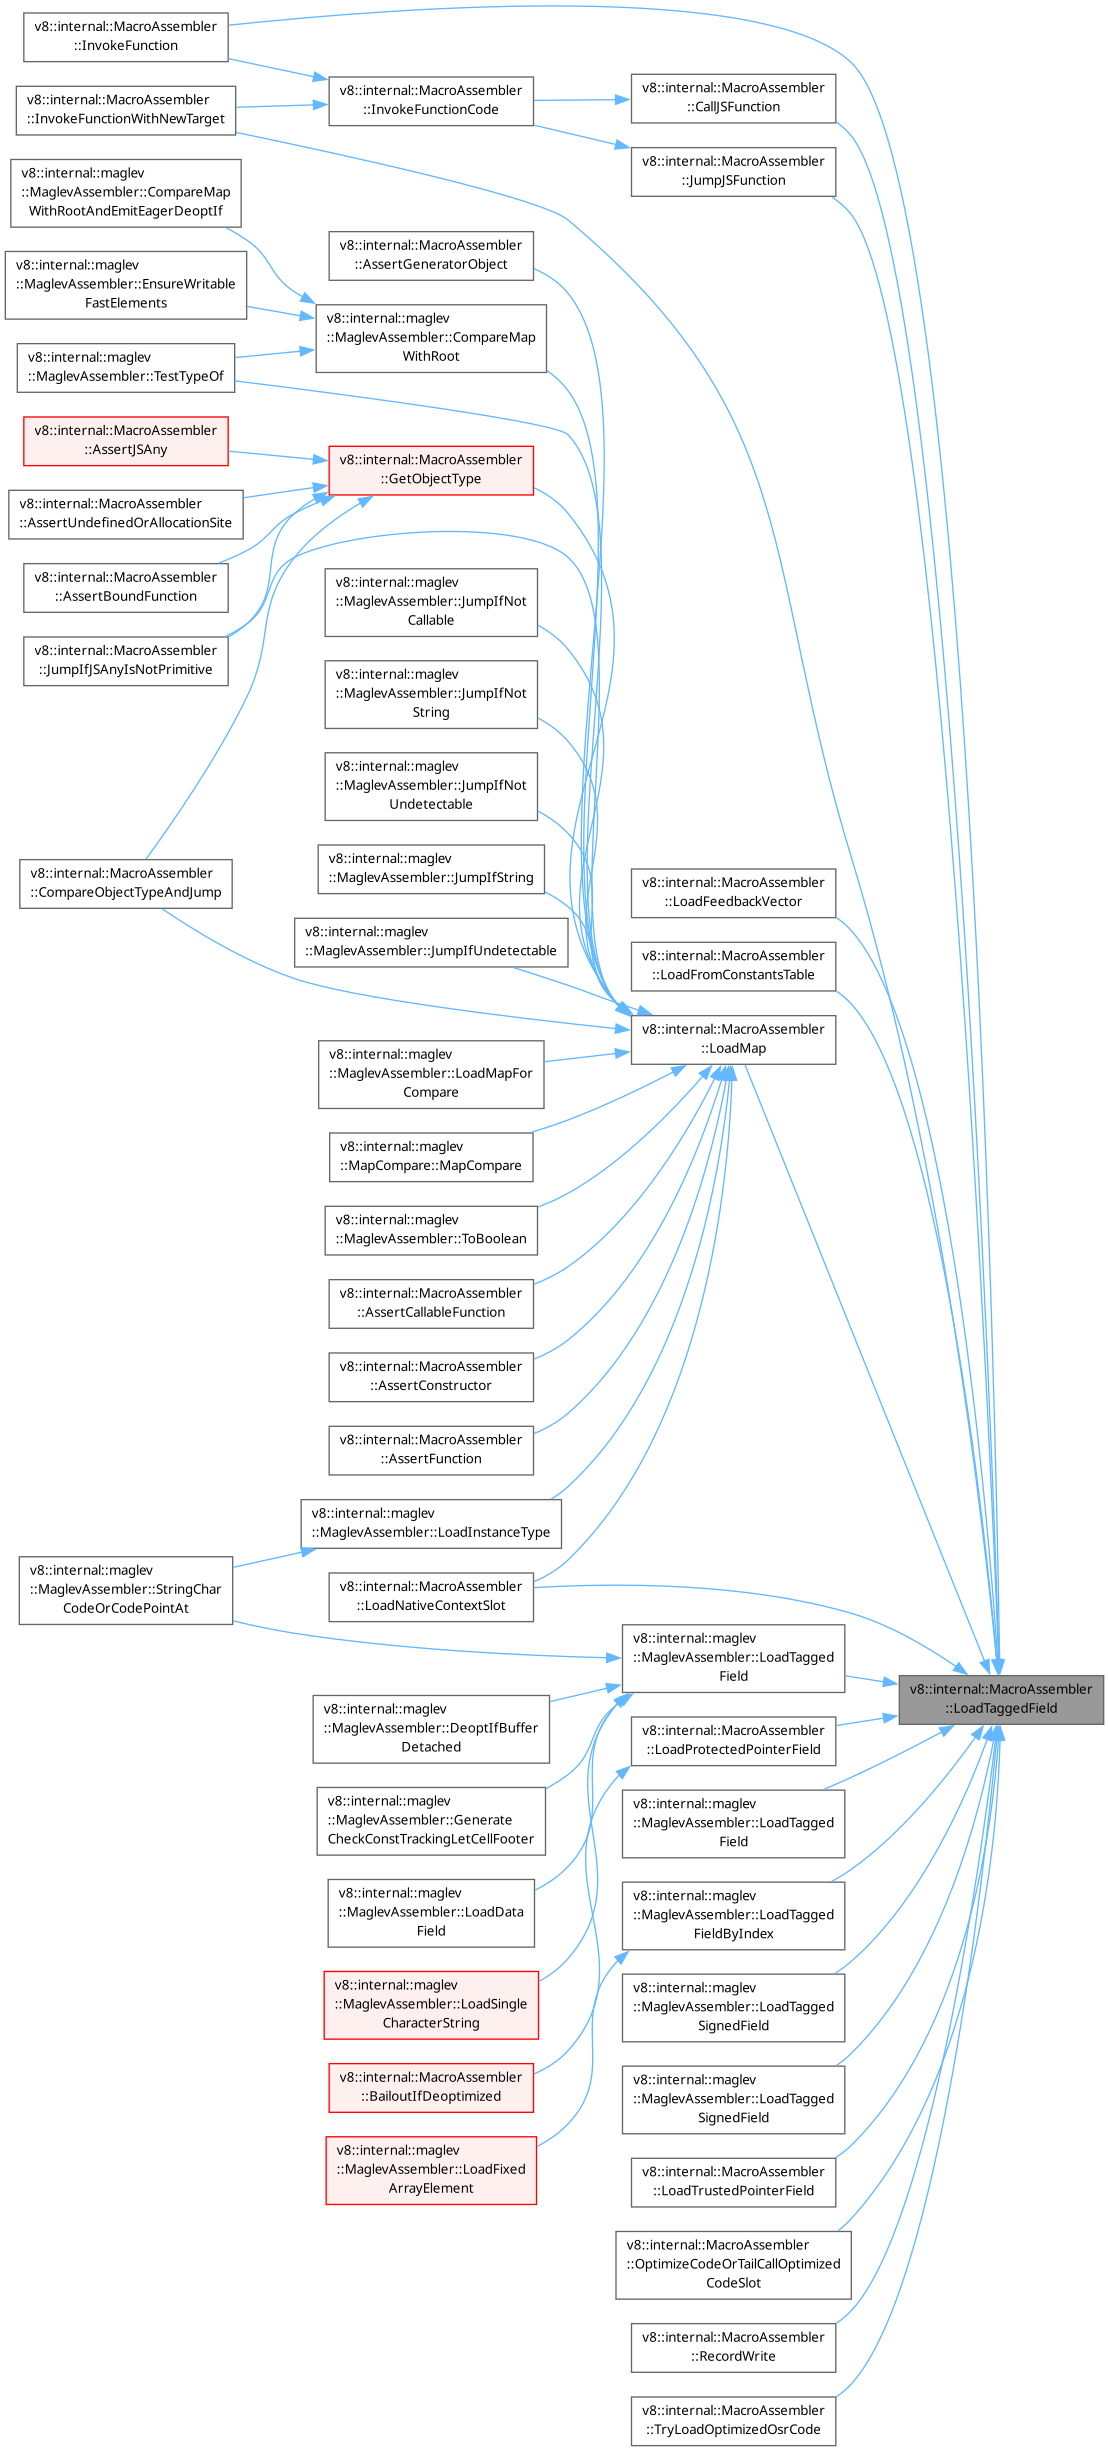 v8::internal::MacroAssembler
::InvokeFunction
v8::internal::MacroAssembler
::InvokeFunctionWithNewTarget
v8::internal::maglev
::MaglevAssembler::CompareMap
WithRootAndEmitEagerDeoptIf
v8::internal::maglev
::MaglevAssembler::EnsureWritable
FastElements
v8::internal::maglev
::MaglevAssembler::TestTypeOf
v8::internal::MacroAssembler
::AssertJSAny
v8::internal::MacroAssembler
::AssertUndefinedOrAllocationSite
v8::internal::MacroAssembler
::AssertBoundFunction
v8::internal::MacroAssembler
::JumpIfJSAnyIsNotPrimitive
v8::internal::MacroAssembler
::CompareObjectTypeAndJump
v8::internal::maglev
::MaglevAssembler::StringChar
CodeOrCodePointAt
v8::internal::MacroAssembler
::InvokeFunctionCode
v8::internal::MacroAssembler
::AssertGeneratorObject
v8::internal::maglev
::MaglevAssembler::CompareMap
WithRoot
v8::internal::MacroAssembler
::GetObjectType
v8::internal::maglev
::MaglevAssembler::JumpIfNot
Callable
v8::internal::maglev
::MaglevAssembler::JumpIfNot
String
v8::internal::maglev
::MaglevAssembler::JumpIfNot
Undetectable
v8::internal::maglev
::MaglevAssembler::JumpIfString
v8::internal::maglev
::MaglevAssembler::JumpIfUndetectable
v8::internal::maglev
::MaglevAssembler::LoadMapFor
Compare
v8::internal::maglev
::MapCompare::MapCompare
v8::internal::maglev
::MaglevAssembler::ToBoolean
v8::internal::MacroAssembler
::AssertCallableFunction
v8::internal::MacroAssembler
::AssertConstructor
v8::internal::MacroAssembler
::AssertFunction
v8::internal::maglev
::MaglevAssembler::LoadInstanceType
v8::internal::MacroAssembler
::LoadNativeContextSlot
v8::internal::maglev
::MaglevAssembler::DeoptIfBuffer
Detached
v8::internal::maglev
::MaglevAssembler::Generate
CheckConstTrackingLetCellFooter
v8::internal::maglev
::MaglevAssembler::LoadData
Field
v8::internal::maglev
::MaglevAssembler::LoadSingle
CharacterString
v8::internal::MacroAssembler
::BailoutIfDeoptimized
v8::internal::maglev
::MaglevAssembler::LoadFixed
ArrayElement
v8::internal::MacroAssembler
::CallJSFunction
v8::internal::MacroAssembler
::JumpJSFunction
v8::internal::MacroAssembler
::LoadFeedbackVector
v8::internal::MacroAssembler
::LoadFromConstantsTable
v8::internal::MacroAssembler
::LoadMap
v8::internal::maglev
::MaglevAssembler::LoadTagged
Field
v8::internal::MacroAssembler
::LoadProtectedPointerField
v8::internal::maglev
::MaglevAssembler::LoadTagged
Field
v8::internal::maglev
::MaglevAssembler::LoadTagged
FieldByIndex
v8::internal::maglev
::MaglevAssembler::LoadTagged
SignedField
v8::internal::maglev
::MaglevAssembler::LoadTagged
SignedField
v8::internal::MacroAssembler
::LoadTrustedPointerField
v8::internal::MacroAssembler
::OptimizeCodeOrTailCallOptimized
CodeSlot
v8::internal::MacroAssembler
::RecordWrite
v8::internal::MacroAssembler
::TryLoadOptimizedOsrCode
v8::internal::MacroAssembler
::LoadTaggedField